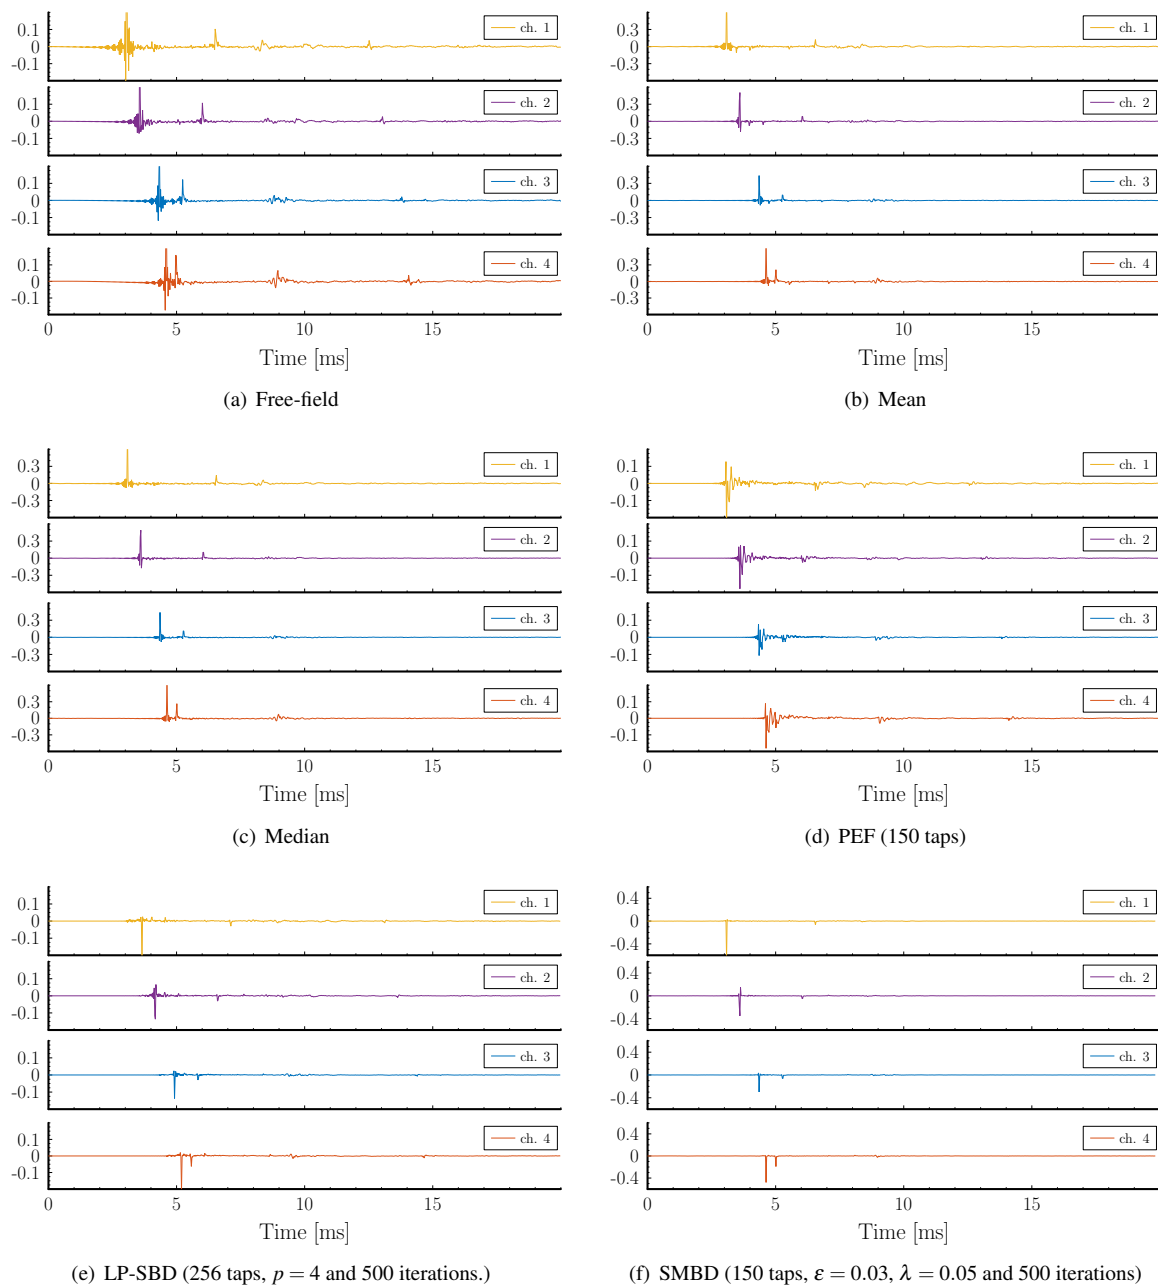 0.1
0
-0.1
ch. 1
0.1
0
-0.1
ch. 2
0.1
0
-0.1
ch. 3
0.1
0
-0.1
ch. 4
0 5 10 15
Time [ms]
(a) Free-field
0.3
0
-0.3
ch. 1
0.3
0
-0.3
ch. 2
0.3
0
-0.3
ch. 3
0.3
0
-0.3
ch. 4
0 5 10 15
Time [ms]
(b) Mean
0.3
0
-0.3
ch. 1
0.3
0
-0.3
ch. 2
0.3
0
-0.3
ch. 3
0.3
0
-0.3
ch. 4
0 5 10 15
Time [ms]
(c) Median
0.1
0
-0.1
ch. 1
0.1
0
-0.1
ch. 2
0.1
0
-0.1
ch. 3
0.1
0
-0.1
ch. 4
0 5 10 15
Time [ms]
(d) PEF (150 taps)
0.1
0
-0.1
ch. 1
0.1
0
-0.1
ch. 2
0.1
0
-0.1
ch. 3
0.1
0
-0.1
ch. 4
0 5 10 15
Time [ms]
(e) LP-SBD (256 taps, p = 4 and 500 iterations.)
0.4
0
-0.4
ch. 1
0.4
0
-0.4
ch. 2
0.4
0
-0.4
ch. 3
0.4
0
-0.4
ch. 4
0 5 10 15
Time [ms]
(f) SMBD (150 taps, ε = 0.03, λ = 0.05 and 500 iterations)